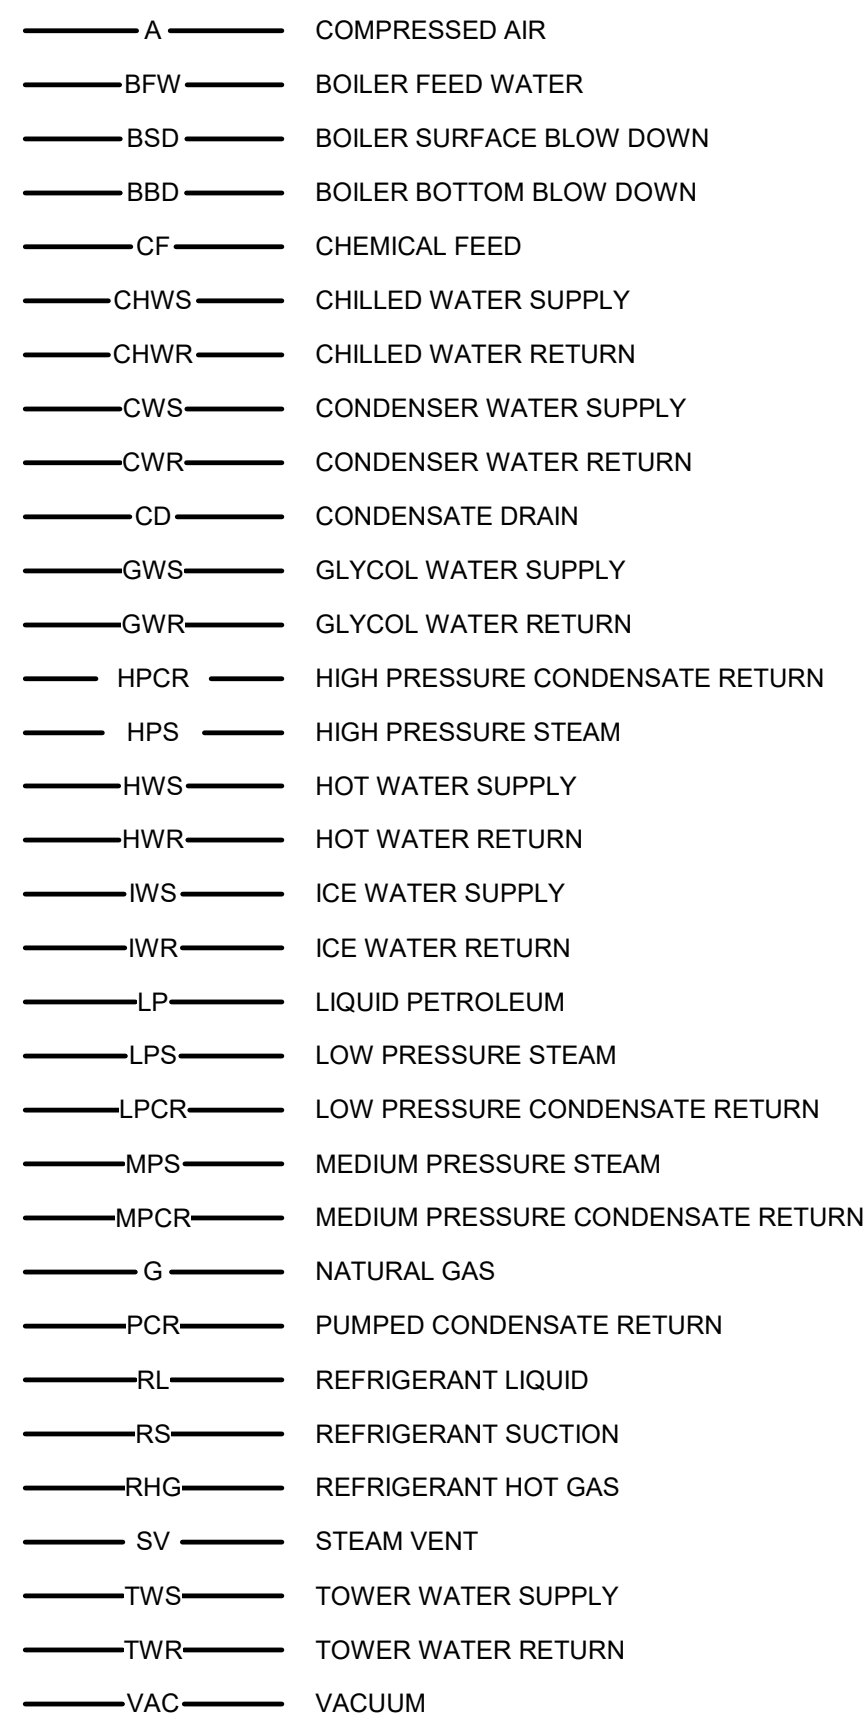 A COMPRESSED AIR
BFW BOILER FEED WATER
BSD BOILER SURFACE BLOW DOWN
BBD BOILER BOTTOM BLOW DOWN
CF CHEMICAL FEED
CHWS CHILLED WATER SUPPLY
CHWR CHILLED WATER RETURN
CWS CONDENSER WATER SUPPLY
CWR CONDENSER WATER RETURN
CD CONDENSATE DRAIN
GWS GLYCOL WATER SUPPLY
GWR GLYCOL WATER RETURN
HPCR HIGH PRESSURE CONDENSATE RETURN
HPS HIGH PRESSURE STEAM
HWS HOT WATER SUPPLY
HWR HOT WATER RETURN
IWS ICE WATER SUPPLY
IWR ICE WATER RETURN
LP LIQUID PETROLEUM
LPS LOW PRESSURE STEAM
LPCR LOW PRESSURE CONDENSATE RETURN
MPS MEDIUM PRESSURE STEAM
MPCR MEDIUM PRESSURE CONDENSATE RETURN
G NATURAL GAS
PCR PUMPED CONDENSATE RETURN
RL REFRIGERANT LIQUID
RS REFRIGERANT SUCTION
RHG REFRIGERANT HOT GAS
SV STEAM VENT
TWS TOWER WATER SUPPLY
TWR TOWER WATER RETURN
VAC VACUUM